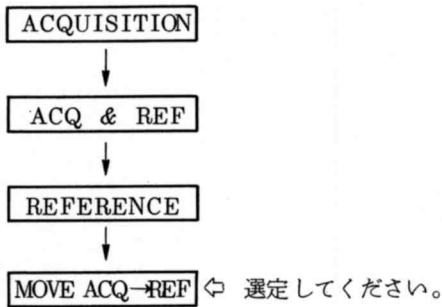 ACQUISITION
ACQ & REF
REFERENCE
MOVE ACQ→REF ⇦ 選定してください。